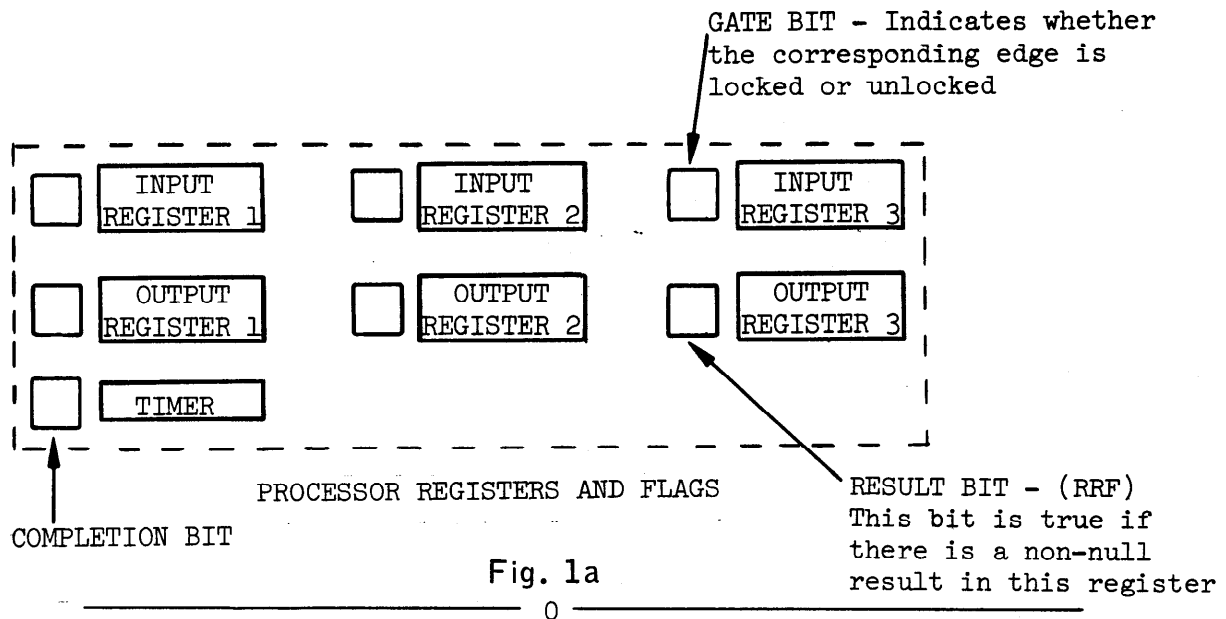 GATE BIT - Indicates whether
the corresponding edge is
locked or unlocked
INPUT
REGISTER 1
INPUT
REGISTER 2
INPUT
REGISTER 3
OUTPUT
REGISTER 1
OUTPUT
REGISTER 2
OUTPUT
REGISTER 3
TIMER
PROCESSOR REGISTERS AND FLAGS
COMPLETION BIT
RESULT BIT - (RRF)
This bit is true if
there is a non-null
result in this register
Fig. 1a
0